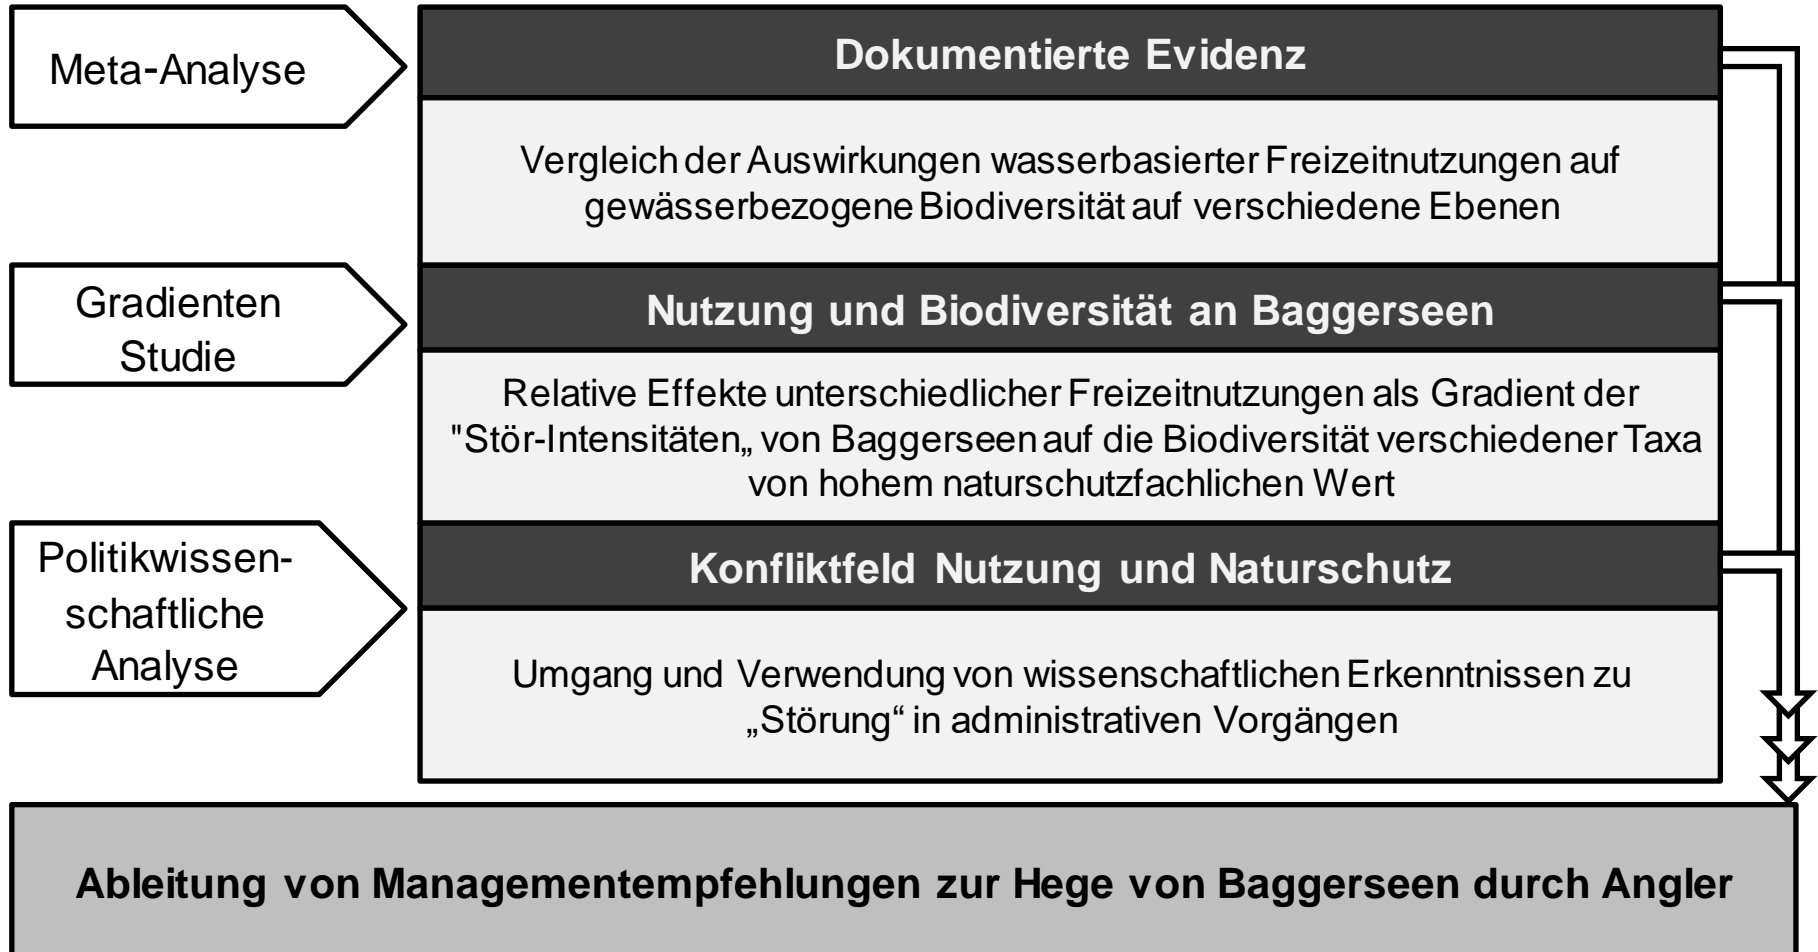 Meta-Analyse
Dokumentierte Evidenz
Vergleich der Auswirkungen wasserbasierter Freizeitnutzungen auf
gewässerbezogene Biodiversität auf verschiedene Ebenen
Gradienten
Studie
Nutzung und Biodiversität an Baggerseen
Relative Effekte unterschiedlicher Freizeitnutzungen als Gradient der
"Stör-Intensitäten„ von Baggerseen auf die Biodiversität verschiedener Taxa
von hohem naturschutzfachlichen Wert
Politikwissen-
schaftliche
Analyse
Konfliktfeld Nutzung und Naturschutz
Umgang und Verwendung von wissenschaftlichen Erkenntnissen zu
„Störung“ in administrativen Vorgängen
Ableitung von Managementempfehlungen zur Hege von Baggerseen durch Angler